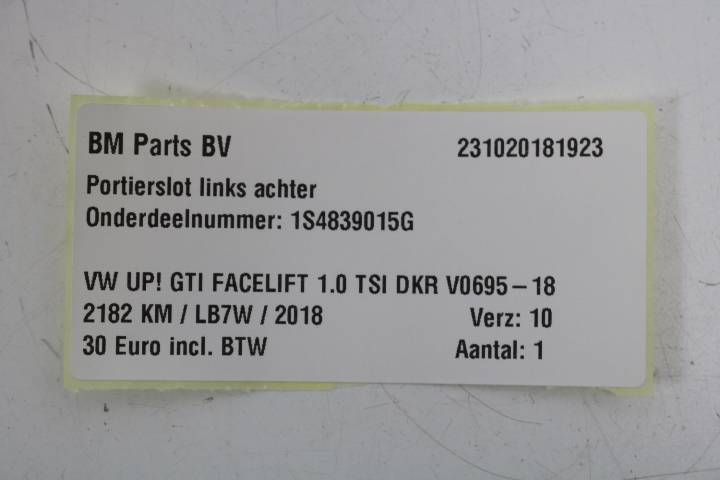 BM Parts BV 231020181923
Portierslot links achter
Onderdeelnummer: 1S4839015G
VW UP! GTI FACELIFT 1.0 TSI DKR V0695-18
2182 KM / LB7W / 2018 Verz: 10
30 Euro incl. BTW Aantal: 1